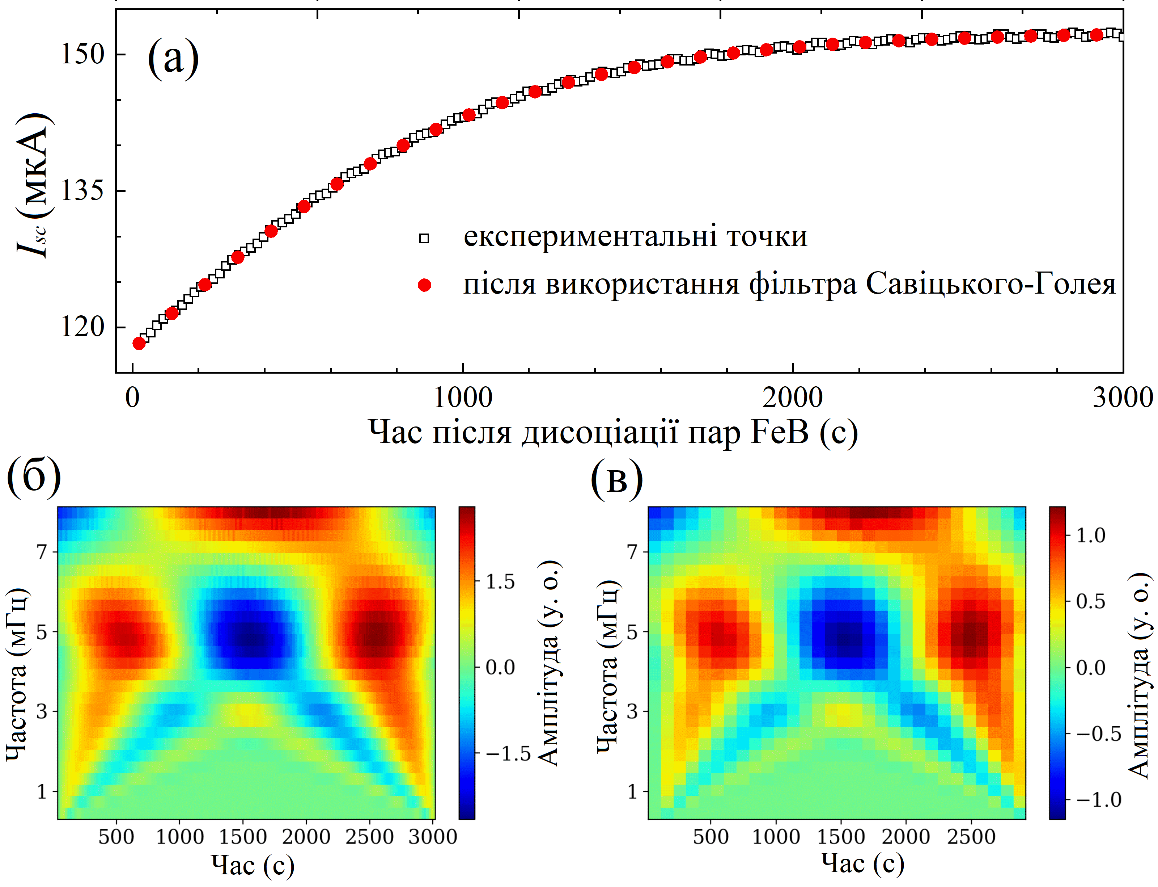 (а)
150
135
120
Isc (мкА)
експериментальні точки
після використання фільтра Савіцького-Голея
0 1000 2000 3000
Час після дисоціації пар FeB (с)
(б)
7
5
3
1
Частота (мГц)
500 1000 1500 2000 2500 3000
Час (с)
1.5
0.0
−1.5
Амплітуда (у. о.)
(в)
7
5
3
1
Частота (мГц)
500 1000 1500 2000 2500
Час (с)
1.0
0.5
0.0
−0.5
−1.0
Амплітуда (у. о.)